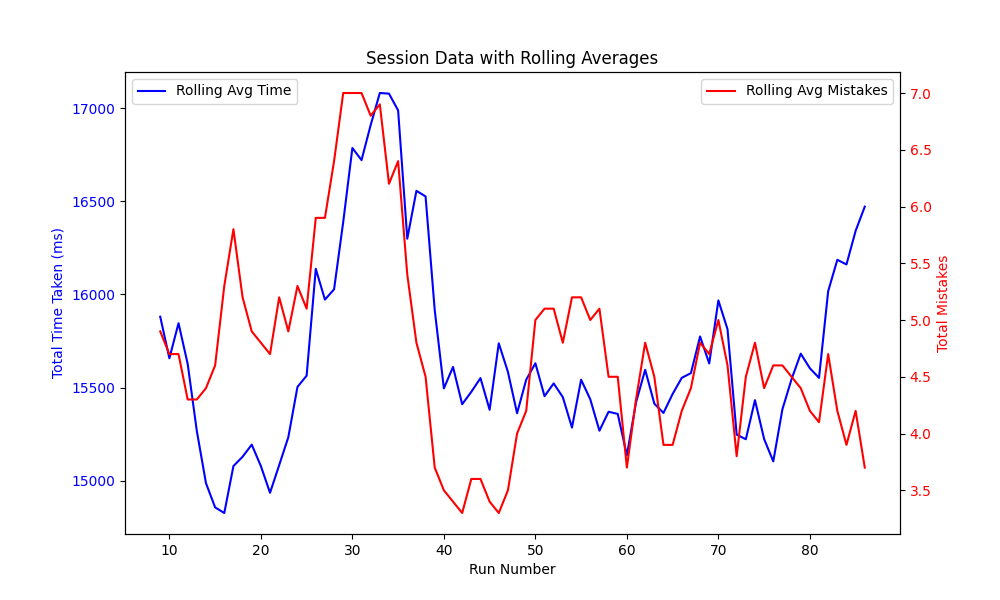 Session Data with Rolling Averages
Rolling Avg Time
Rolling Avg Mistakes
Total Time Taken (ms)
17000
16500
16000
15500
15000
7.0
6.5
6.0
5.5
5.0
4.5
4.0
3.5
Total Mistakes
10 20 30 40 50 60 70 80
Run Number